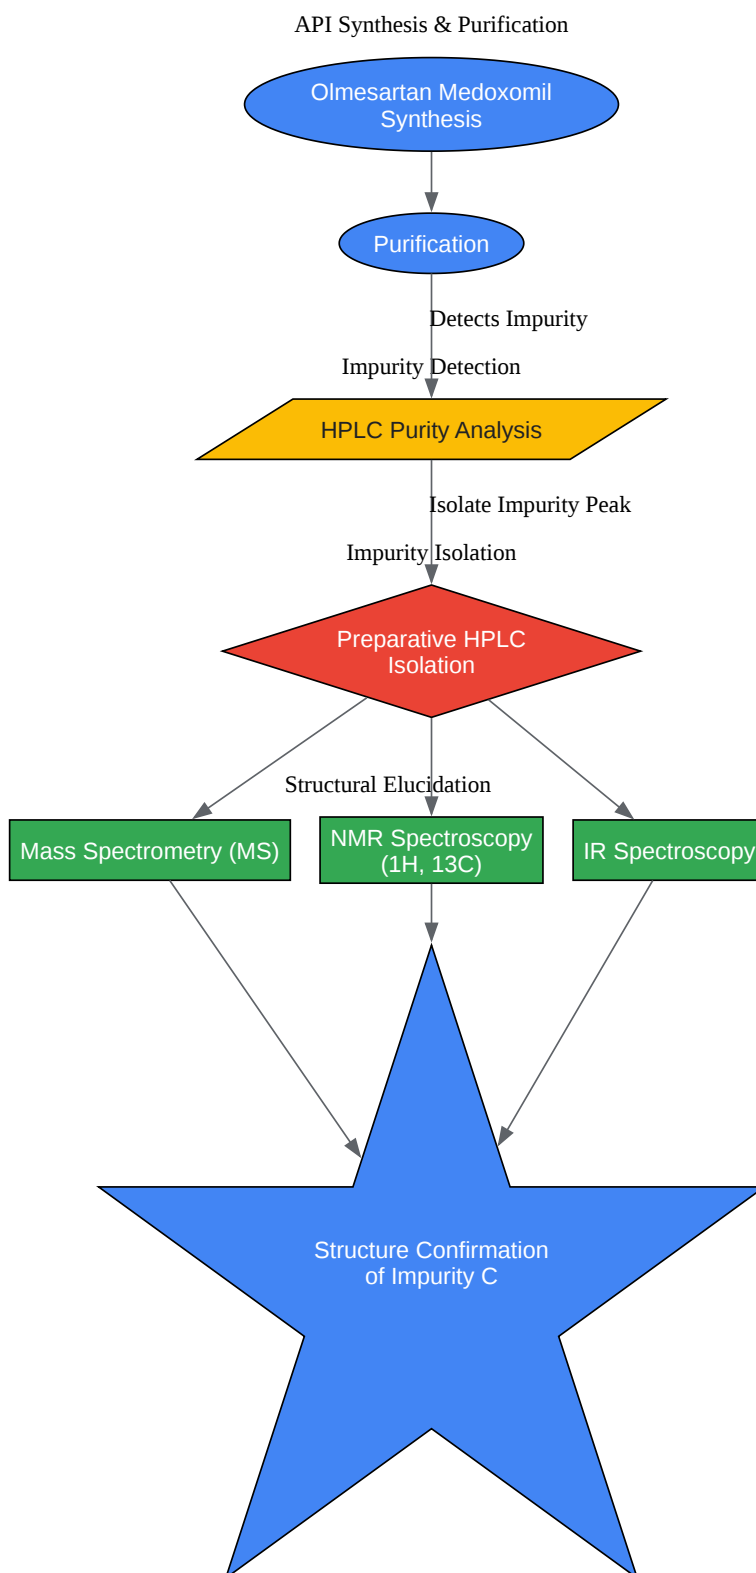 API Synthesis & Purification
Olmesartan Medoxomil
Synthesis
Purification
Detects Impurity
Impurity Detection
HPLC Purity Analysis
Isolate Impurity Peak
Impurity Isolation
Preparative HPLC
Isolation
Structural Elucidation
Mass Spectrometry (MS)
NMR Spectroscopy
(1H, 13C)
IR Spectroscopy
Structure Confirmation
of Impurity C